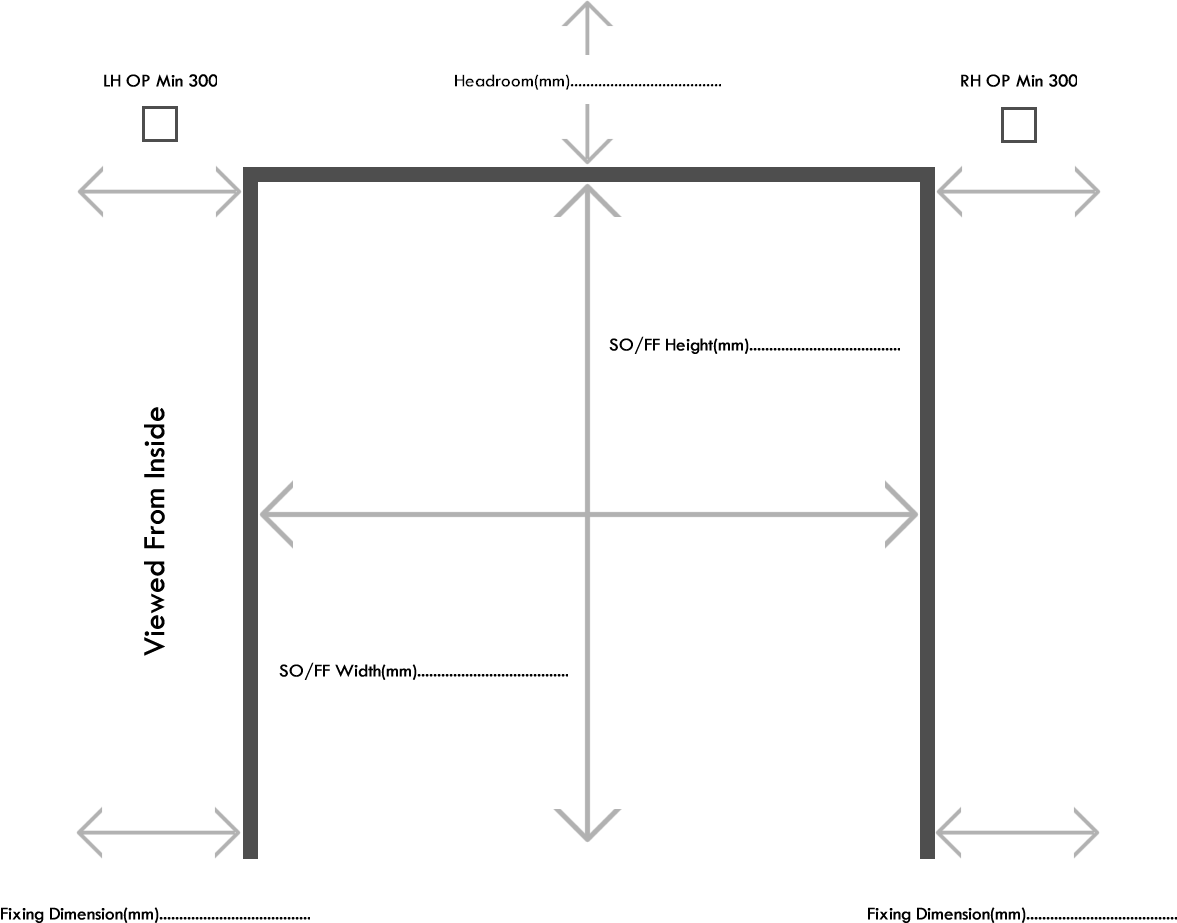 LH OP Min 300
Headroom(mm)......................................
RH OP Min 300
SO/FF Height(mm)......................................
Viewed From Inside
SO/FF Width(mm)......................................
Fixing Dimension(mm)......................................
Fixing Dimension(mm)......................................